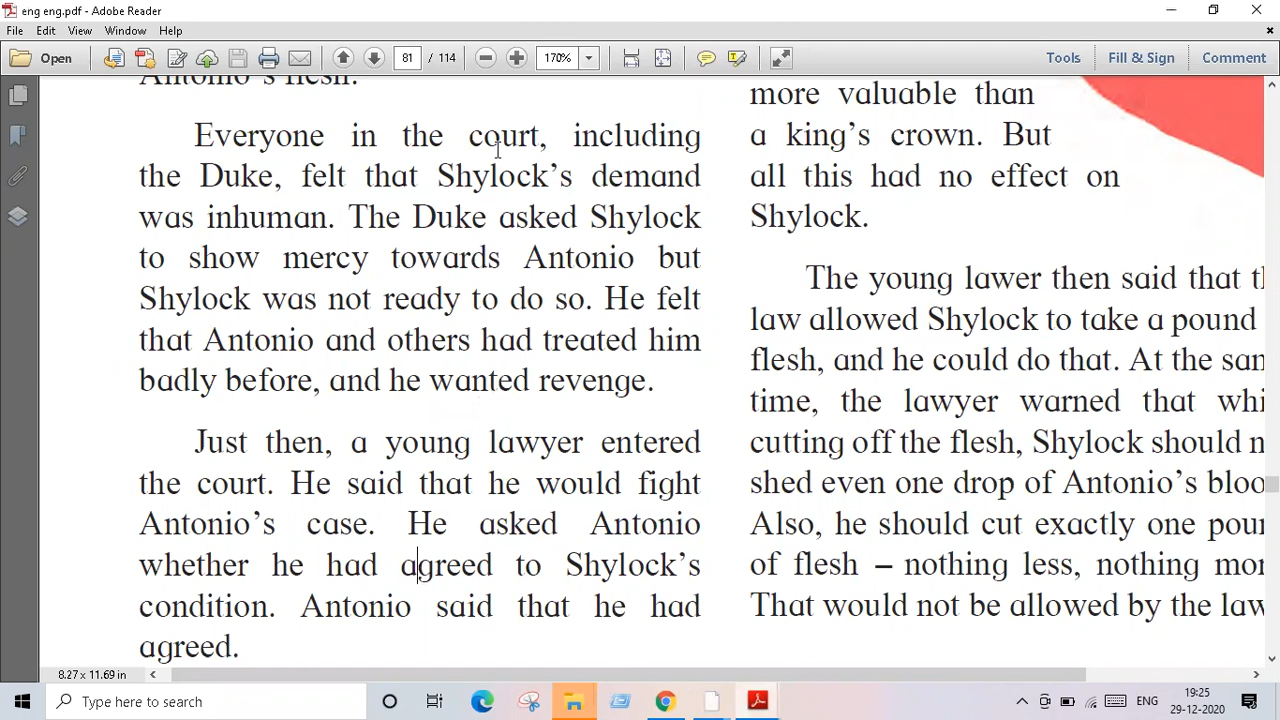 eng eng.pdf - Adobe Reader
File Edit View Window Help
Open 81 / 114 170% Tools Fill & Sign Comment
Antonio's flesh.
Everyone in the court, including
the Duke, felt that Shylock's demand
was inhuman. The Duke asked Shylock
to show mercy towards Antonio but
Shylock was not ready to do so. He felt
that Antonio and others had treated him
badly before, and he wanted revenge.
Just then, a young lawyer entered
the court. He said that he would fight
Antonio's case. He asked Antonio
whether he had agreed to Shylock's
condition. Antonio said that he had
agreed.
more valuable than
a king's crown. But
all this had no effect on
Shylock.
The young lawer then said that th
law allowed Shylock to take a pound
flesh, and he could do that. At the sam
time, the lawyer warned that whi
cutting off the flesh, Shylock should n
shed even one drop of Antonio's bloo
Also, he should cut exactly one poun
of flesh – nothing less, nothing mor
That would not be allowed by the law
8.27 x 11.69 in
Type here to search
ENG
19:25
29-12-2020